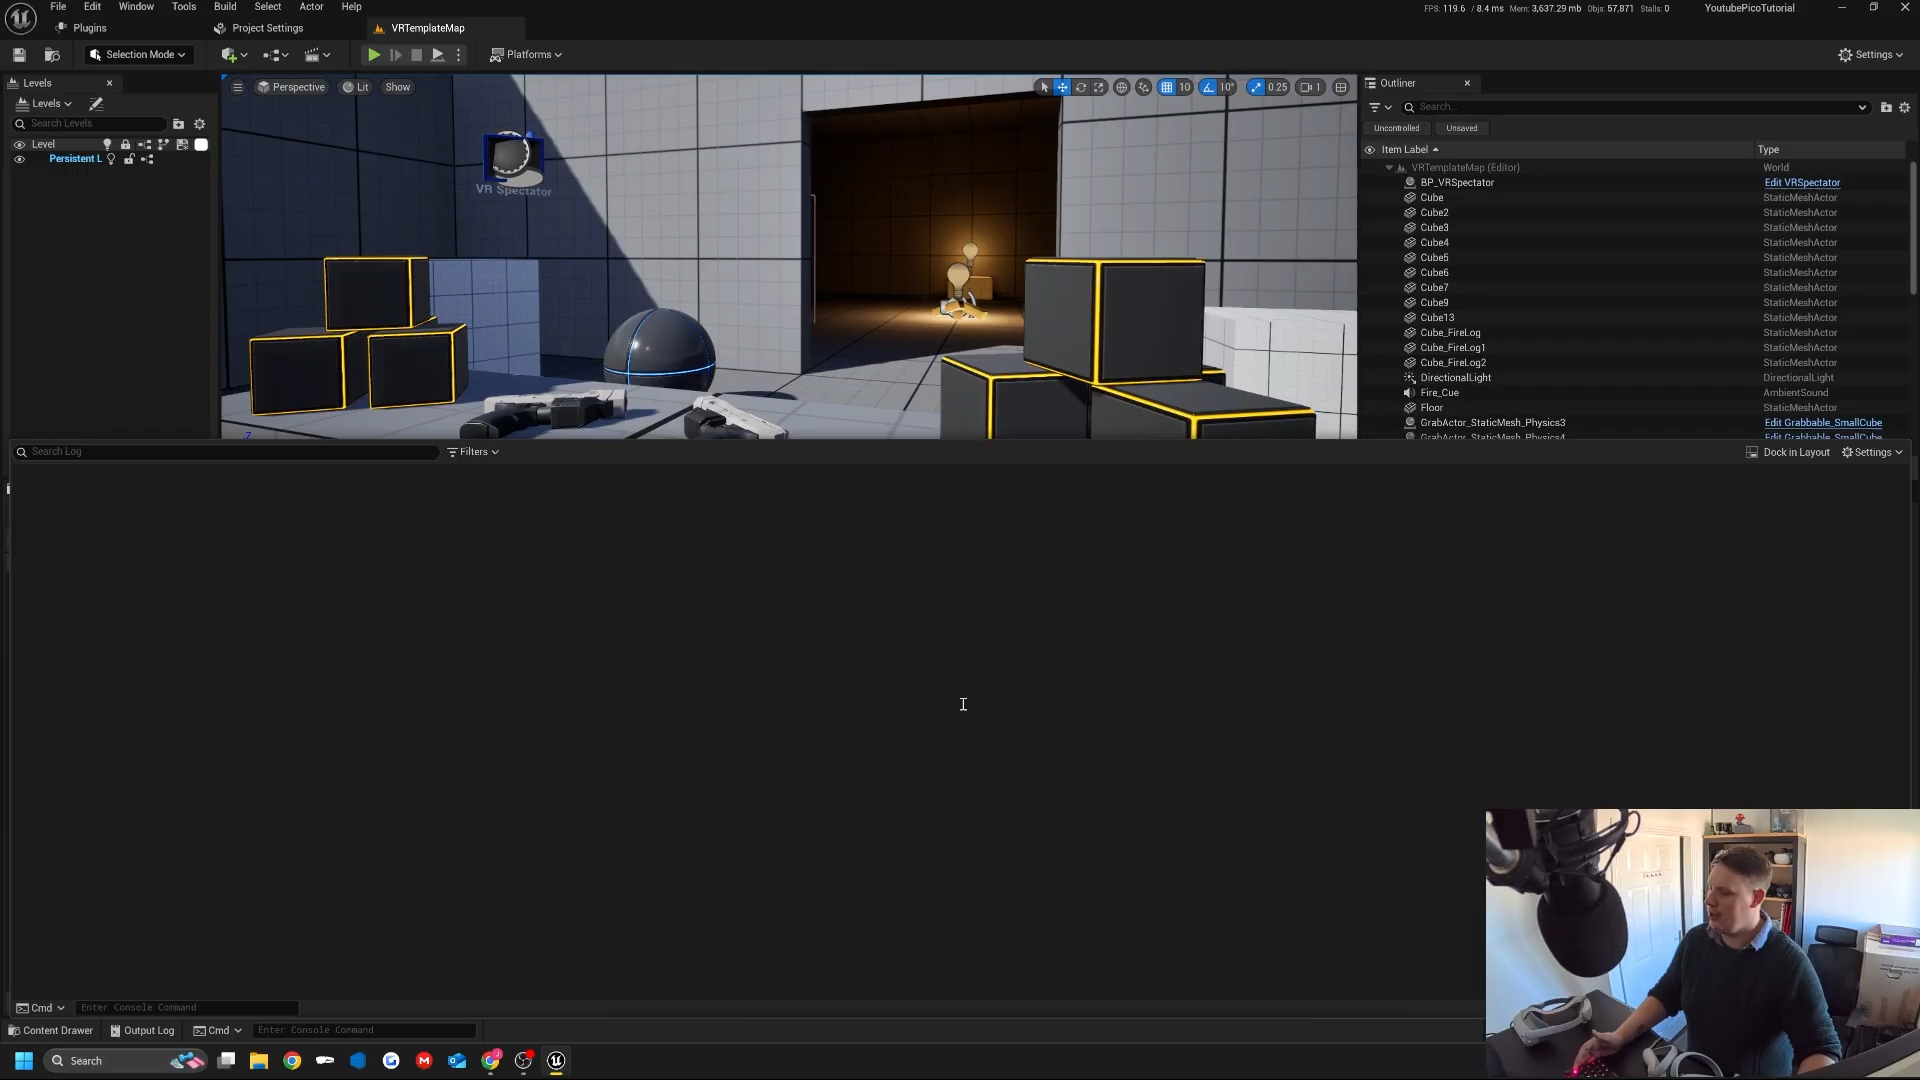 File Edit Window Tools Build Select Actor Help
FPS: 119.6 / 8.4 ms Mem: 3,637.29 mb Objs: 57,871 Stalls: 0 YoutubePicoTutorial
Plugins Project Settings VRTemplateMap
Selection Mode Platforms Settings
Levels
Levels
Search Levels
Level
Persistent L
Perspective Lit Show
10 10° 0.25 1
VR Spectator
Outliner
Search...
Uncontrolled Unsaved
Item Label Type
VRTemplateMap (Editor) World
BP_VRSpectator Edit VRSpectator
Cube StaticMeshActor
Cube2 StaticMeshActor
Cube3 StaticMeshActor
Cube4 StaticMeshActor
Cube5 StaticMeshActor
Cube6 StaticMeshActor
Cube7 StaticMeshActor
Cube9 StaticMeshActor
Cube13 StaticMeshActor
Cube_FireLog StaticMeshActor
Cube_FireLog1 StaticMeshActor
Cube_FireLog2 StaticMeshActor
DirectionalLight DirectionalLight
Fire_Cue AmbientSound
Floor StaticMeshActor
GrabActor_StaticMesh_Physics3 Edit Grabbable_SmallCube
GrabActor_StaticMesh_Physics4 Edit Grabbable_SmallCube
Search Log Filters Dock in Layout Settings
Cmd Enter Console Command
Content Drawer Output Log Cmd Enter Console Command
Search